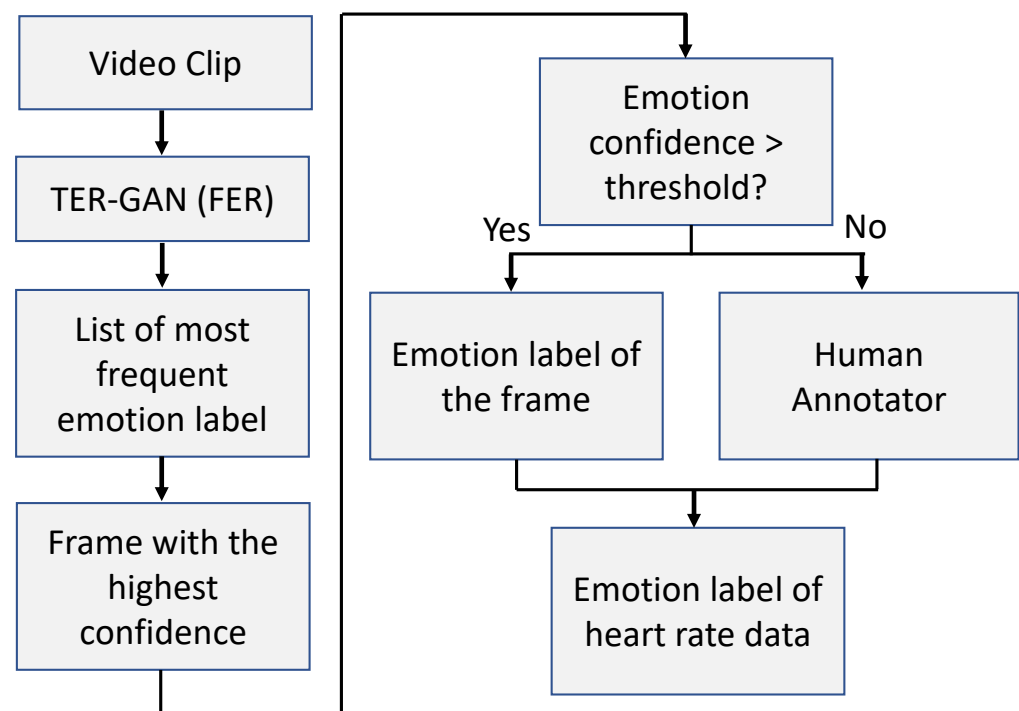 Video Clip
TER-GAN (FER)
List of most
frequent
emotion label
Frame with the
highest
confidence
Emotion
confidence >
threshold?
Yes
No
Emotion label of
the frame
Human
Annotator
Emotion label of
heart rate data